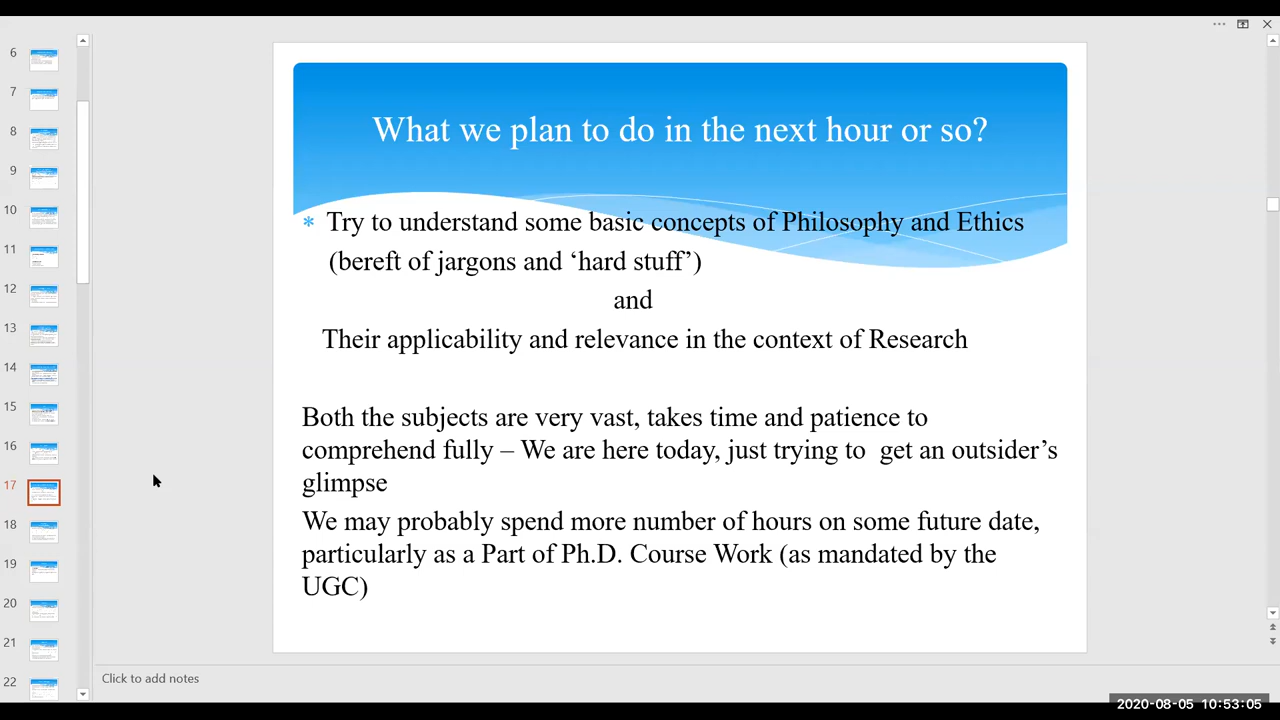 What we plan to do in the next hour or so?
* Try to understand some basic concepts of Philosophy and Ethics
(bereft of jargons and ‘hard stuff’)
and
Their applicability and relevance in the context of Research
Both the subjects are very vast, takes time and patience to
comprehend fully – We are here today, just trying to get an outsider’s
glimpse
We may probably spend more number of hours on some future date,
particularly as a Part of Ph.D. Course Work (as mandated by the
UGC)
6
7
8
9
10
11
12
13
14
15
16
17
18
19
20
21
22
Click to add notes
2020-08-05 10:53:05